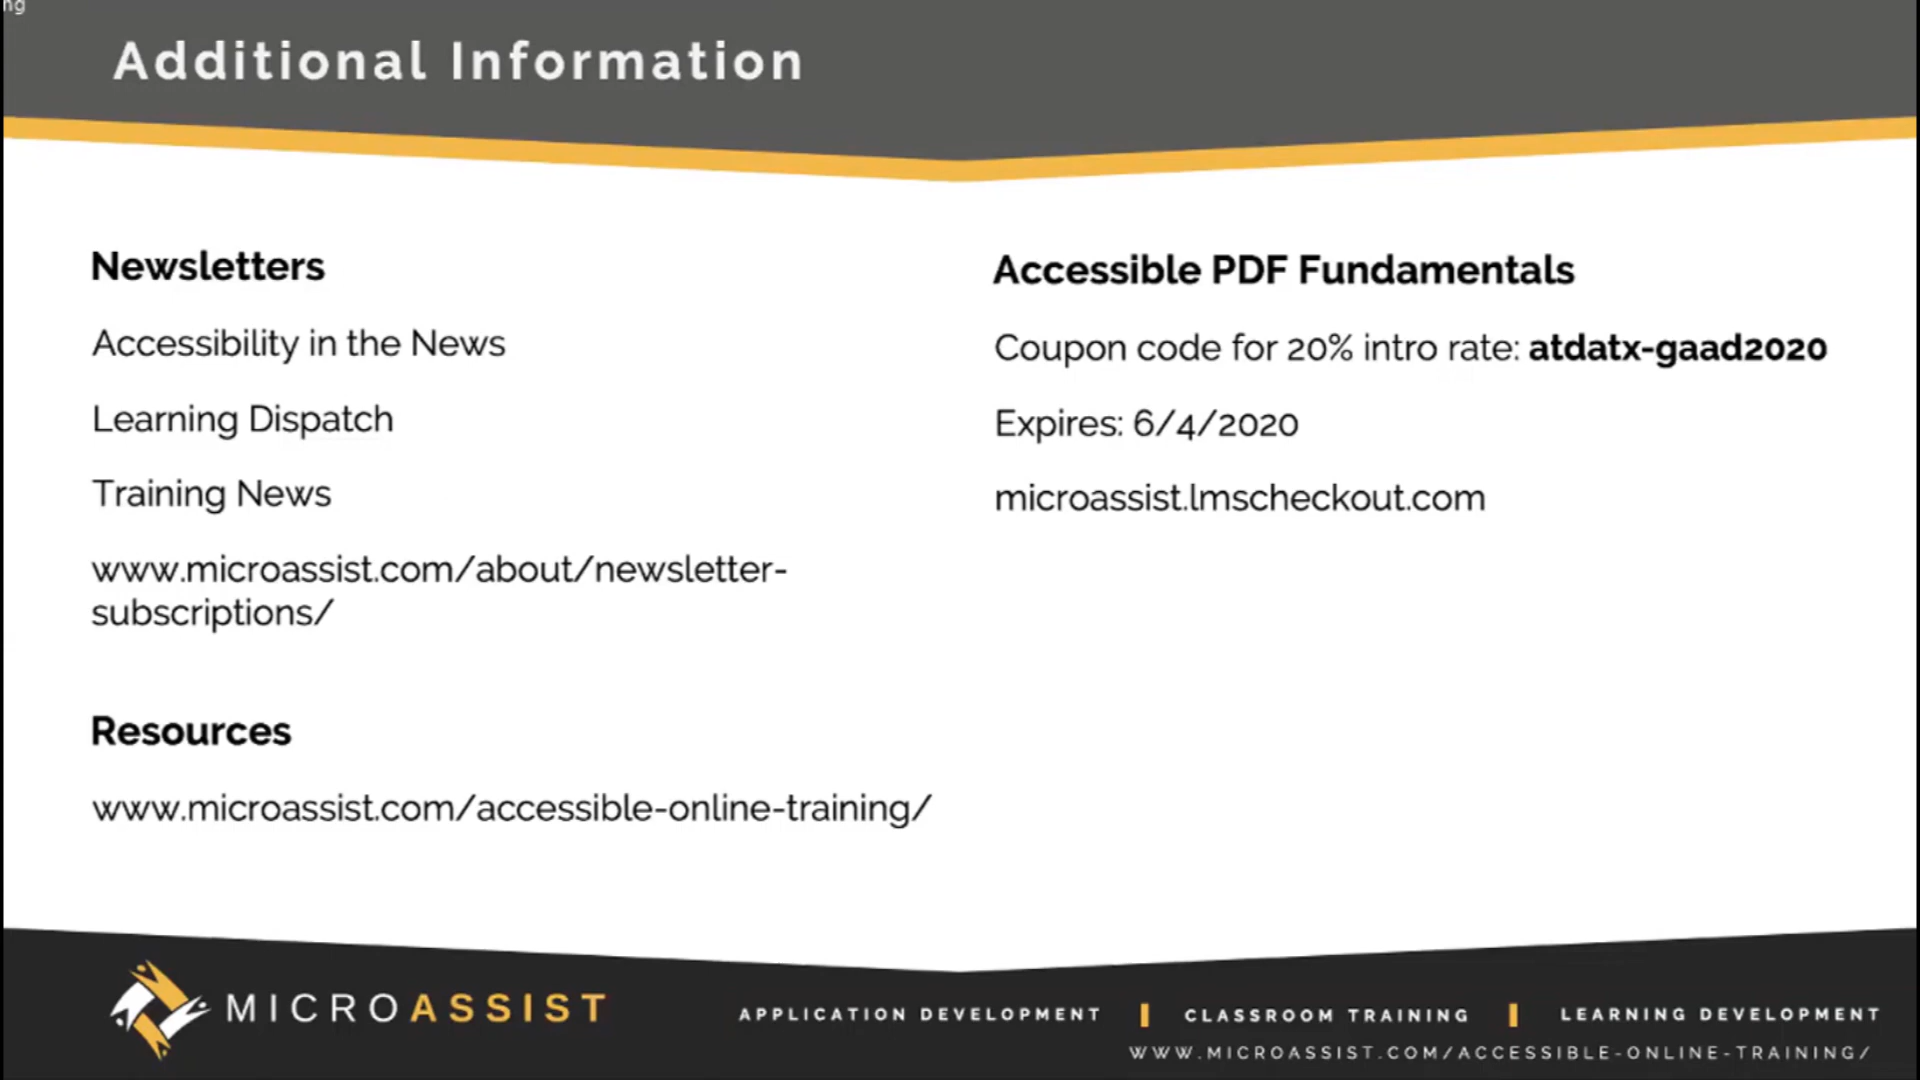 ng
Additional Information
Newsletters
Accessibility in the News
Learning Dispatch
Training News
www.microassist.com/about/newsletter-
subscriptions/
Resources
www.microassist.com/accessible-online-training/
Accessible PDF Fundamentals
Coupon code for 20% intro rate: atdatx-gaad2020
Expires: 6/4/2020
microassist.lmscheckout.com
MICROASSIST
APPLICATION DEVELOPMENT | CLASSROOM TRAINING | LEARNING DEVELOPMENT
WWW.MICROASSIST.COM/ACCESSIBLE-ONLINE-TRAINING/